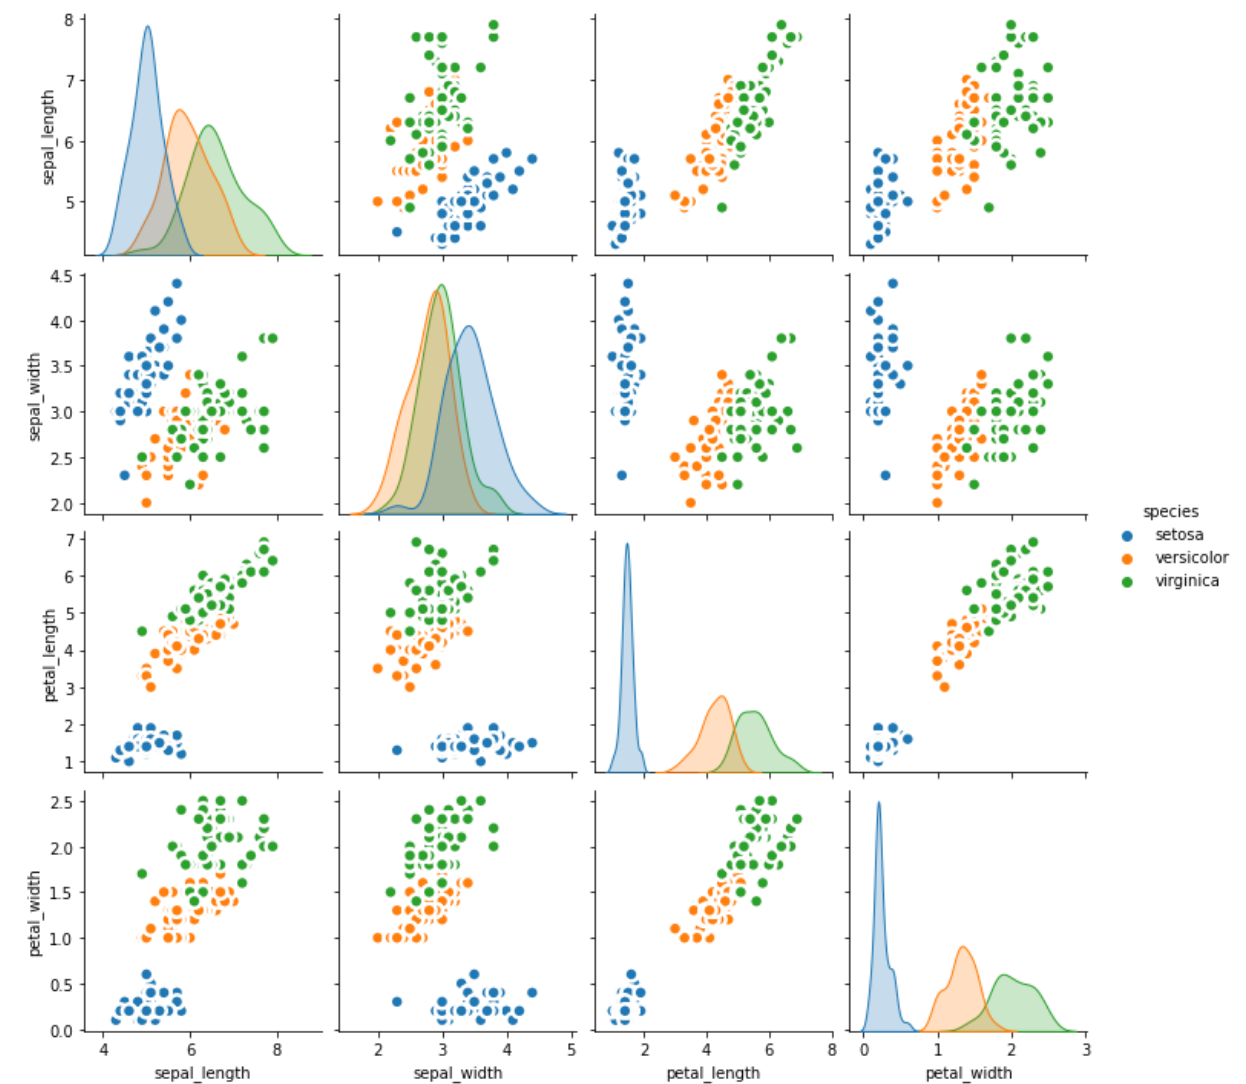 8
7
6
5
sepal_length
4.5
4.0
3.5
3.0
2.5
2.0
sepal_width
7
6
5
4
3
2
1
petal_length
2.5
2.0
1.5
1.0
0.5
0.0
petal_width
4 6 8
sepal_length
2 3 4 5
sepal_width
2 4 6 8
petal_length
0 1 2 3
petal_width
species
setosa
versicolor
virginica